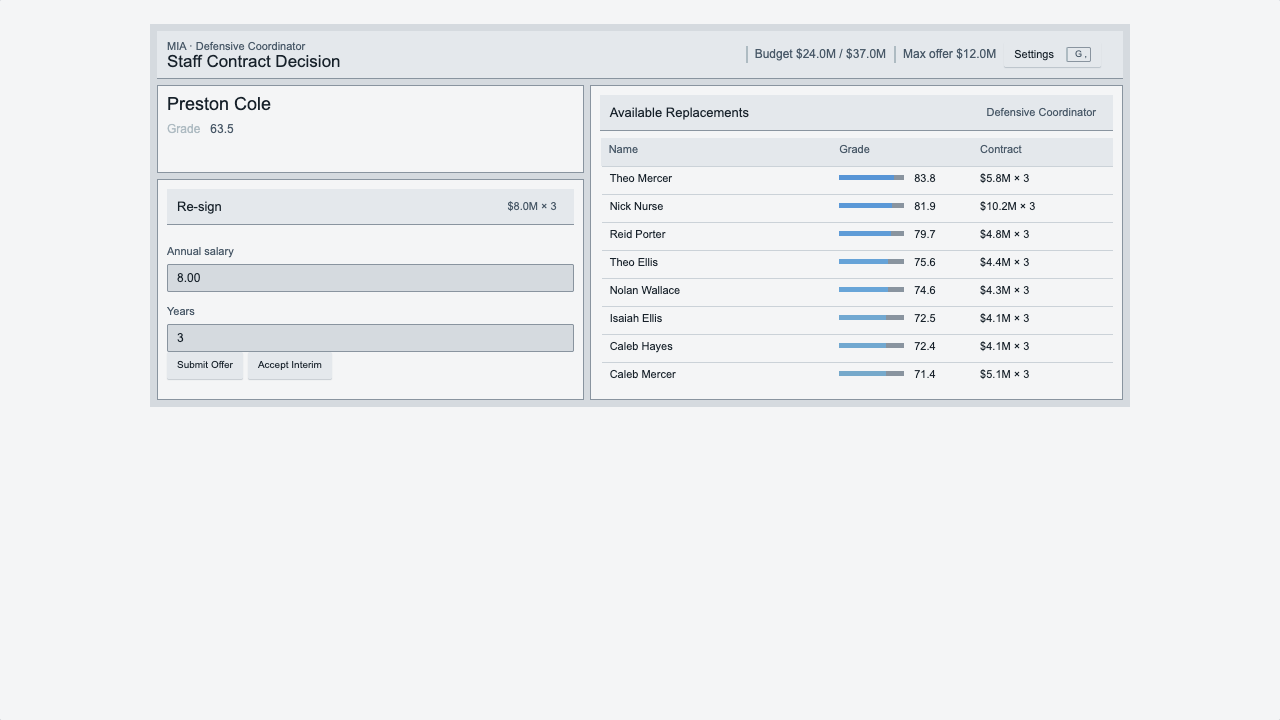 MIA · Defensive Coordinator
Staff Contract Decision
Budget $24.0M / $37.0M
Max offer $12.0M
Settings
G,
Preston Cole
Grade 63.5
Re-sign
$8.0M × 3
Annual salary
8.00
Years
3
Submit Offer
Accept Interim
Available Replacements
Defensive Coordinator
Name Grade Contract
Theo Mercer 83.8 $5.8M × 3
Nick Nurse 81.9 $10.2M × 3
Reid Porter 79.7 $4.8M × 3
Theo Ellis 75.6 $4.4M × 3
Nolan Wallace 74.6 $4.3M × 3
Isaiah Ellis 72.5 $4.1M × 3
Caleb Hayes 72.4 $4.1M × 3
Caleb Mercer 71.4 $5.1M × 3